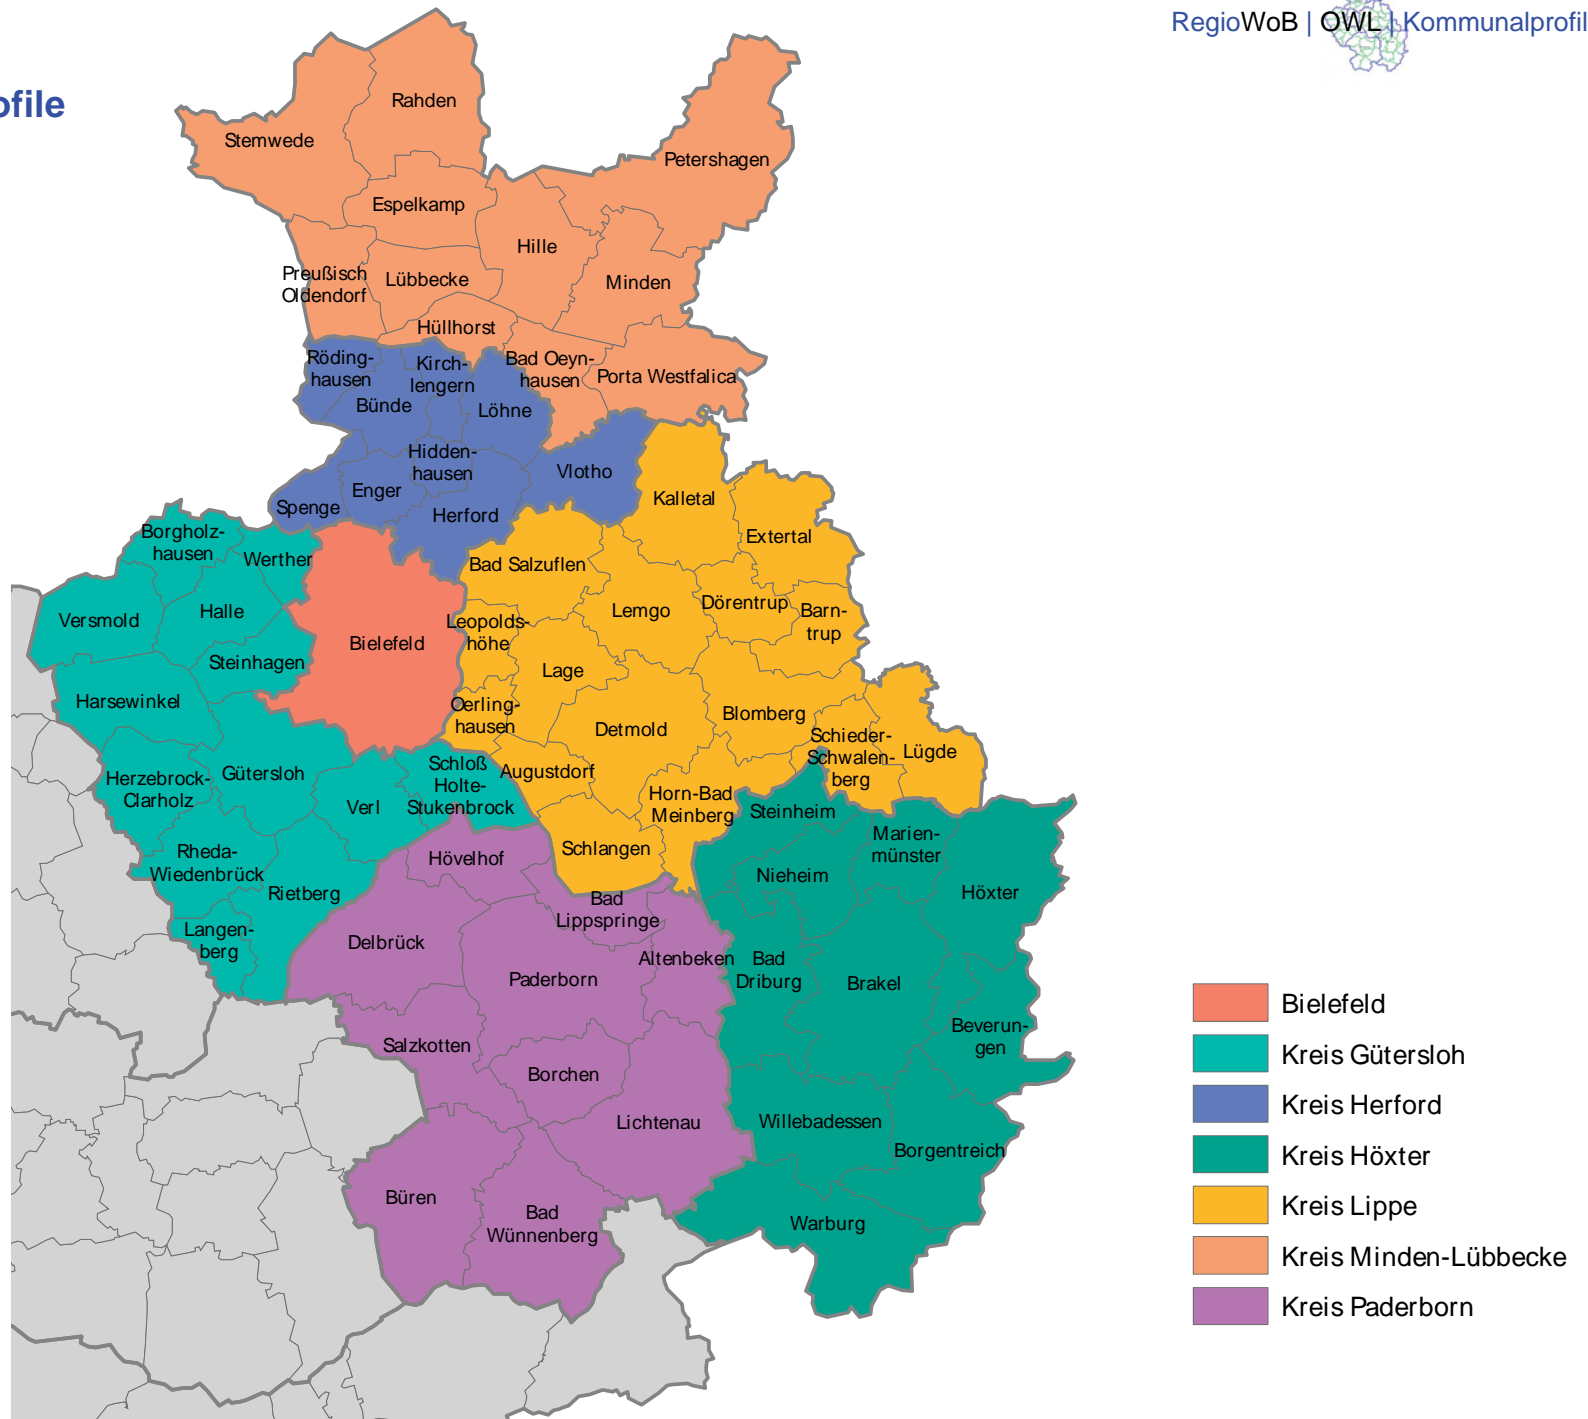 RegioWoB | OWL | Kommunalprofil
ofile
Rahden
Stemwede
Petershagen
Espelkamp
Hille
Preußisch
Oldendorf
Lübbecke
Minden
Hüllhorst
Röding-
hausen
Kirch-
lengern
Bad Oeyn-
hausen
Porta Westfalica
Bünde
Löhne
Hidden-
hausen
Vlotho
Enger
Spenge
Herford
Kalletal
Extertal
Borgholz-
hausen
Werther
Bad Salzuflen
Versmold
Halle
Lemgo
Dörentrup
Barn-
trup
Leopolds-
höhe
Bielefeld
Steinhagen
Lage
Harsewinkel
Oerling-
hausen
Detmold
Blomberg
Schieder-
Schwalen-
berg
Lügde
Herzebrock-
Clarholz
Gütersloh
Verl
Schloß
Holte-
Stukenbrock
Augustdorf
Horn-Bad
Meinberg
Steinheim
Marien-
münster
Rheda-
Wiedenbrück
Rietberg
Hövelhof
Schlangen
Nieheim
Höxter
Langen-
berg
Delbrück
Bad
Lippspringe
Paderborn
Altenbeken
Bad
Driburg
Brakel
Beverun-
gen
Salzkotten
Borchen
Lichtenau
Willebadessen
Borgentreich
Büren
Bad
Wünnenberg
Warburg
Bielefeld
Kreis Gütersloh
Kreis Herford
Kreis Höxter
Kreis Lippe
Kreis Minden-Lübbecke
Kreis Paderborn